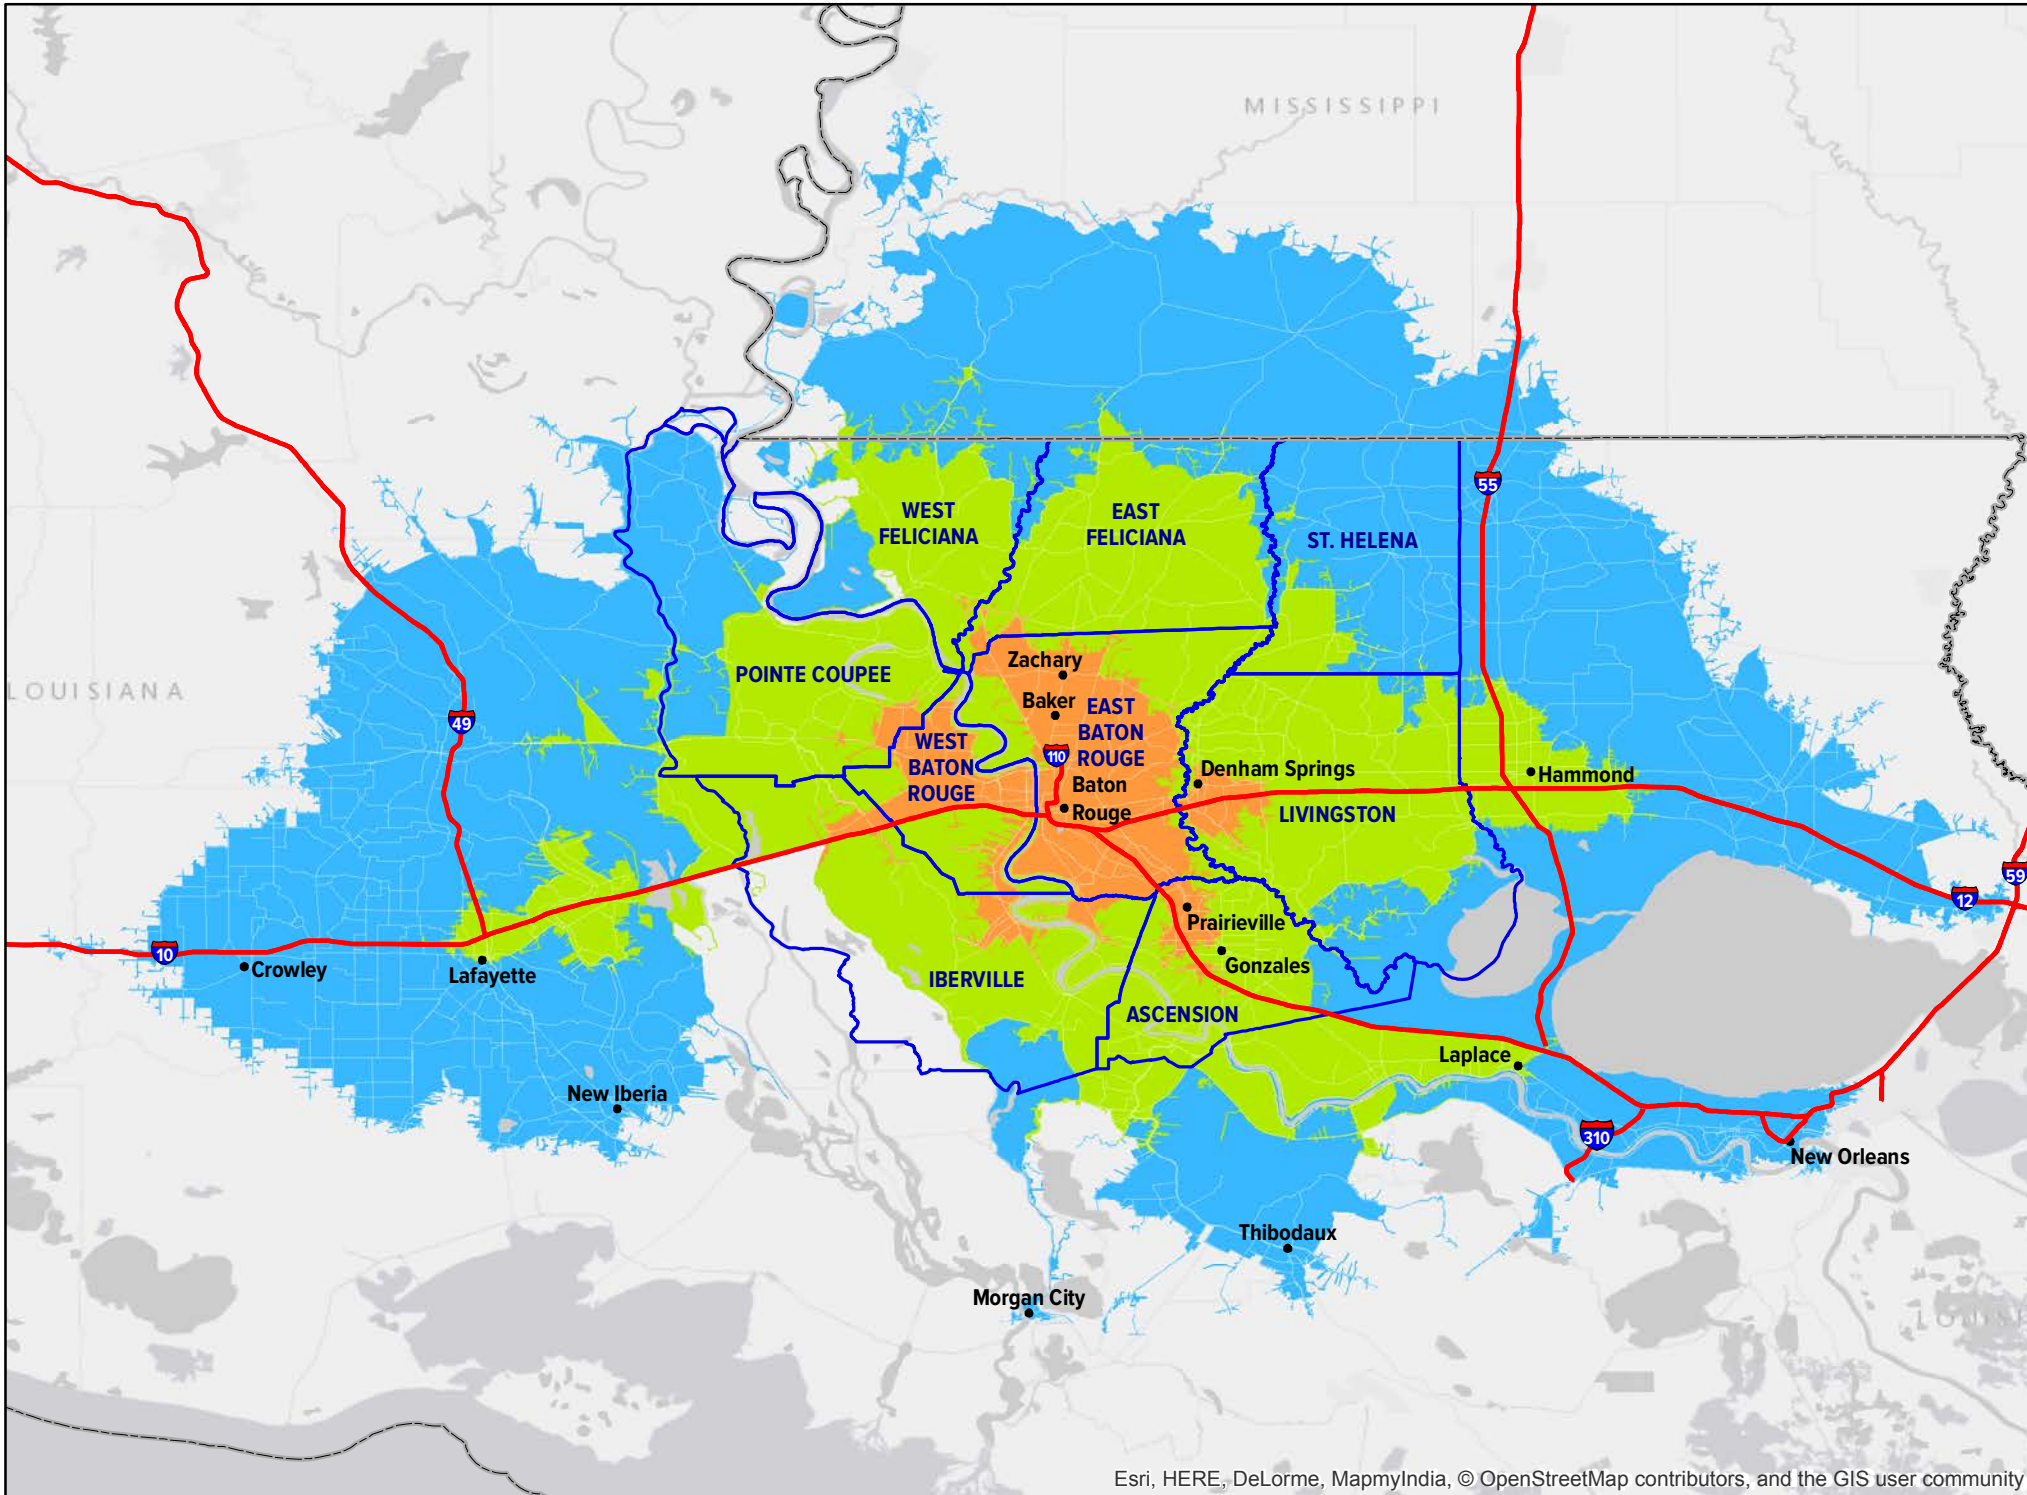 MISSISSIPPI
55
WEST
FELICIANA
EAST
FELICIANA
ST. HELENA
Zachary
POINTE COUPEE
LOUISIANA
Baker
EAST
BATON
ROUGE
49
WEST
BATON
ROUGE
110
Denham Springs
Hammond
Baton
Rouge
LIVINGSTON
59
12
Prairieville
10
Crowley
Lafayette
Gonzales
IBERVILLE
ASCENSION
Laplace
New Iberia
310
New Orleans
Thibodaux
Morgan City
Esri, HERE, DeLorme, MapmyIndia, © OpenStreetMap contributors, and the GIS user community